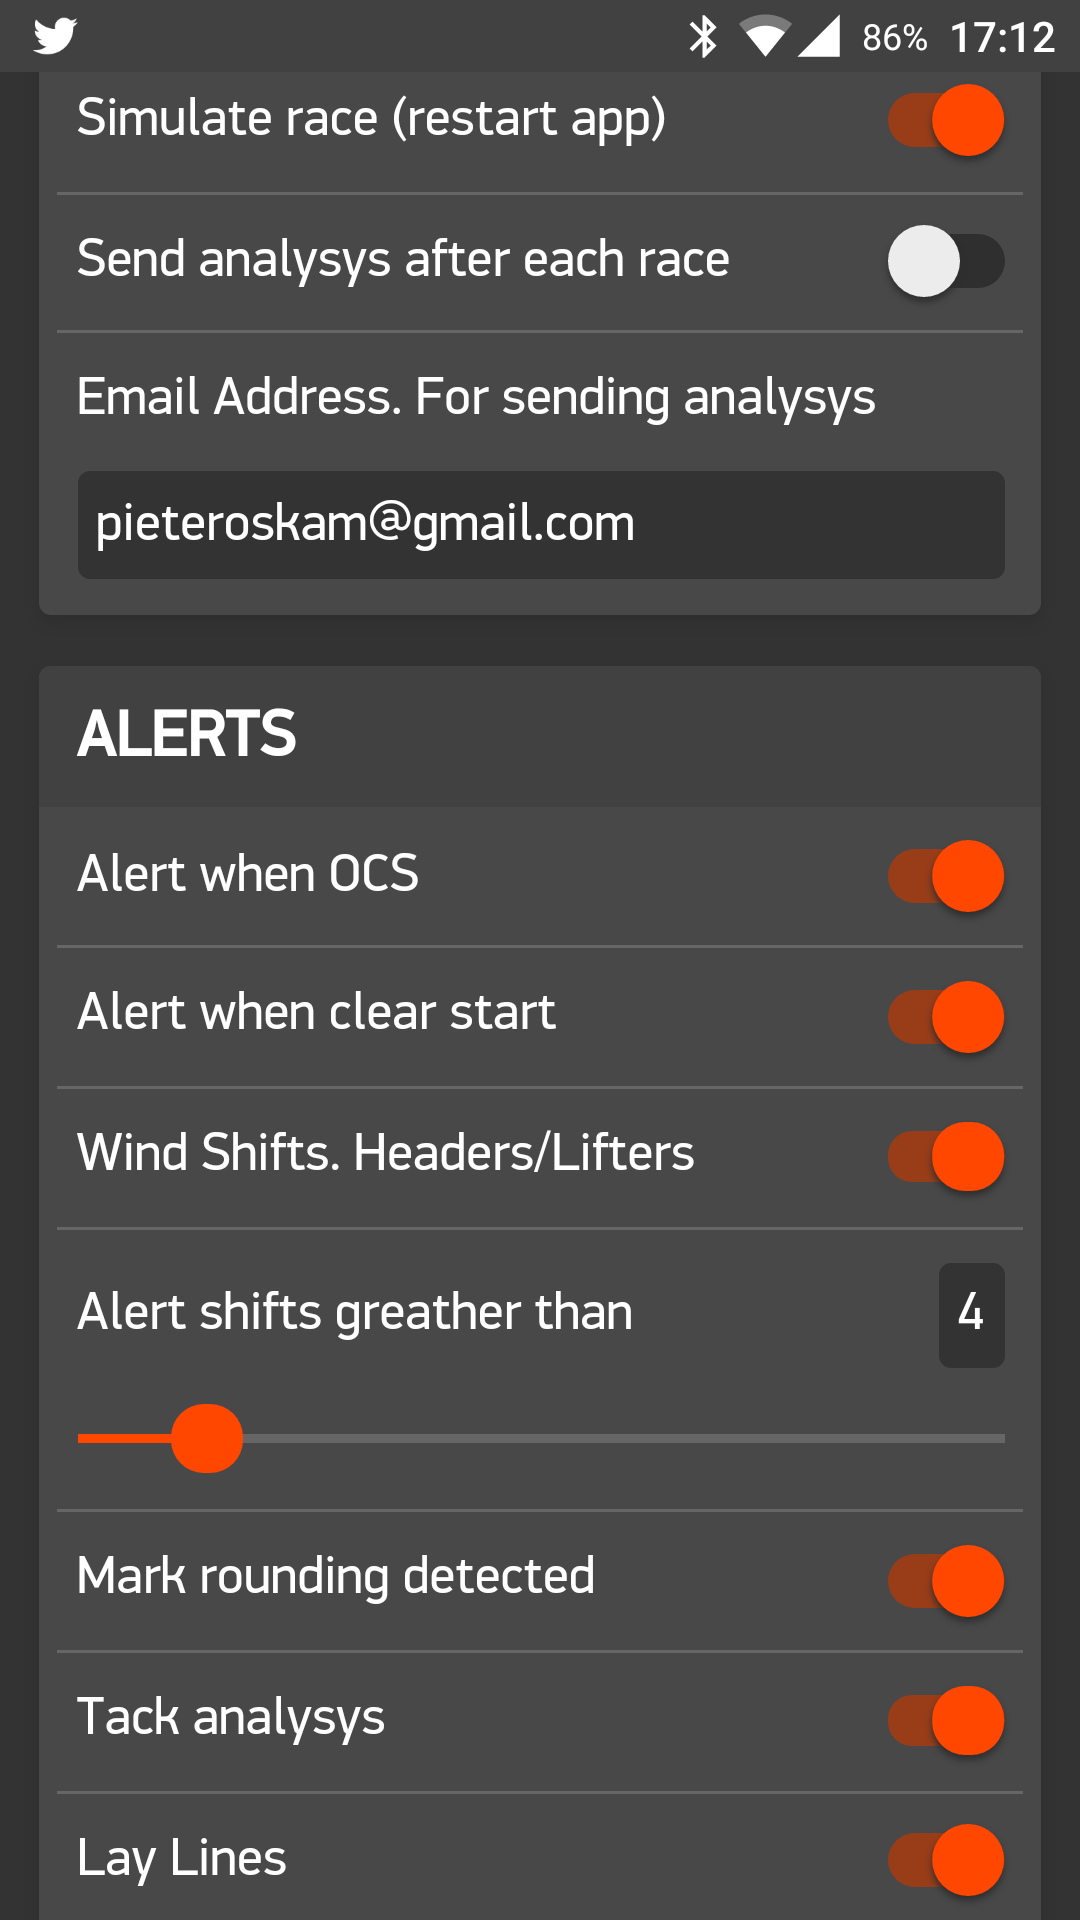 86% 17:12
Simulate race (restart app)
Send analysys after each race
Email Address. For sending analysys
pieteroskam@gmail.com
ALERTS
Alert when OCS
Alert when clear start
Wind Shifts. Headers/Lifters
Alert shifts greather than 4
Mark rounding detected
Tack analysys
Lay Lines